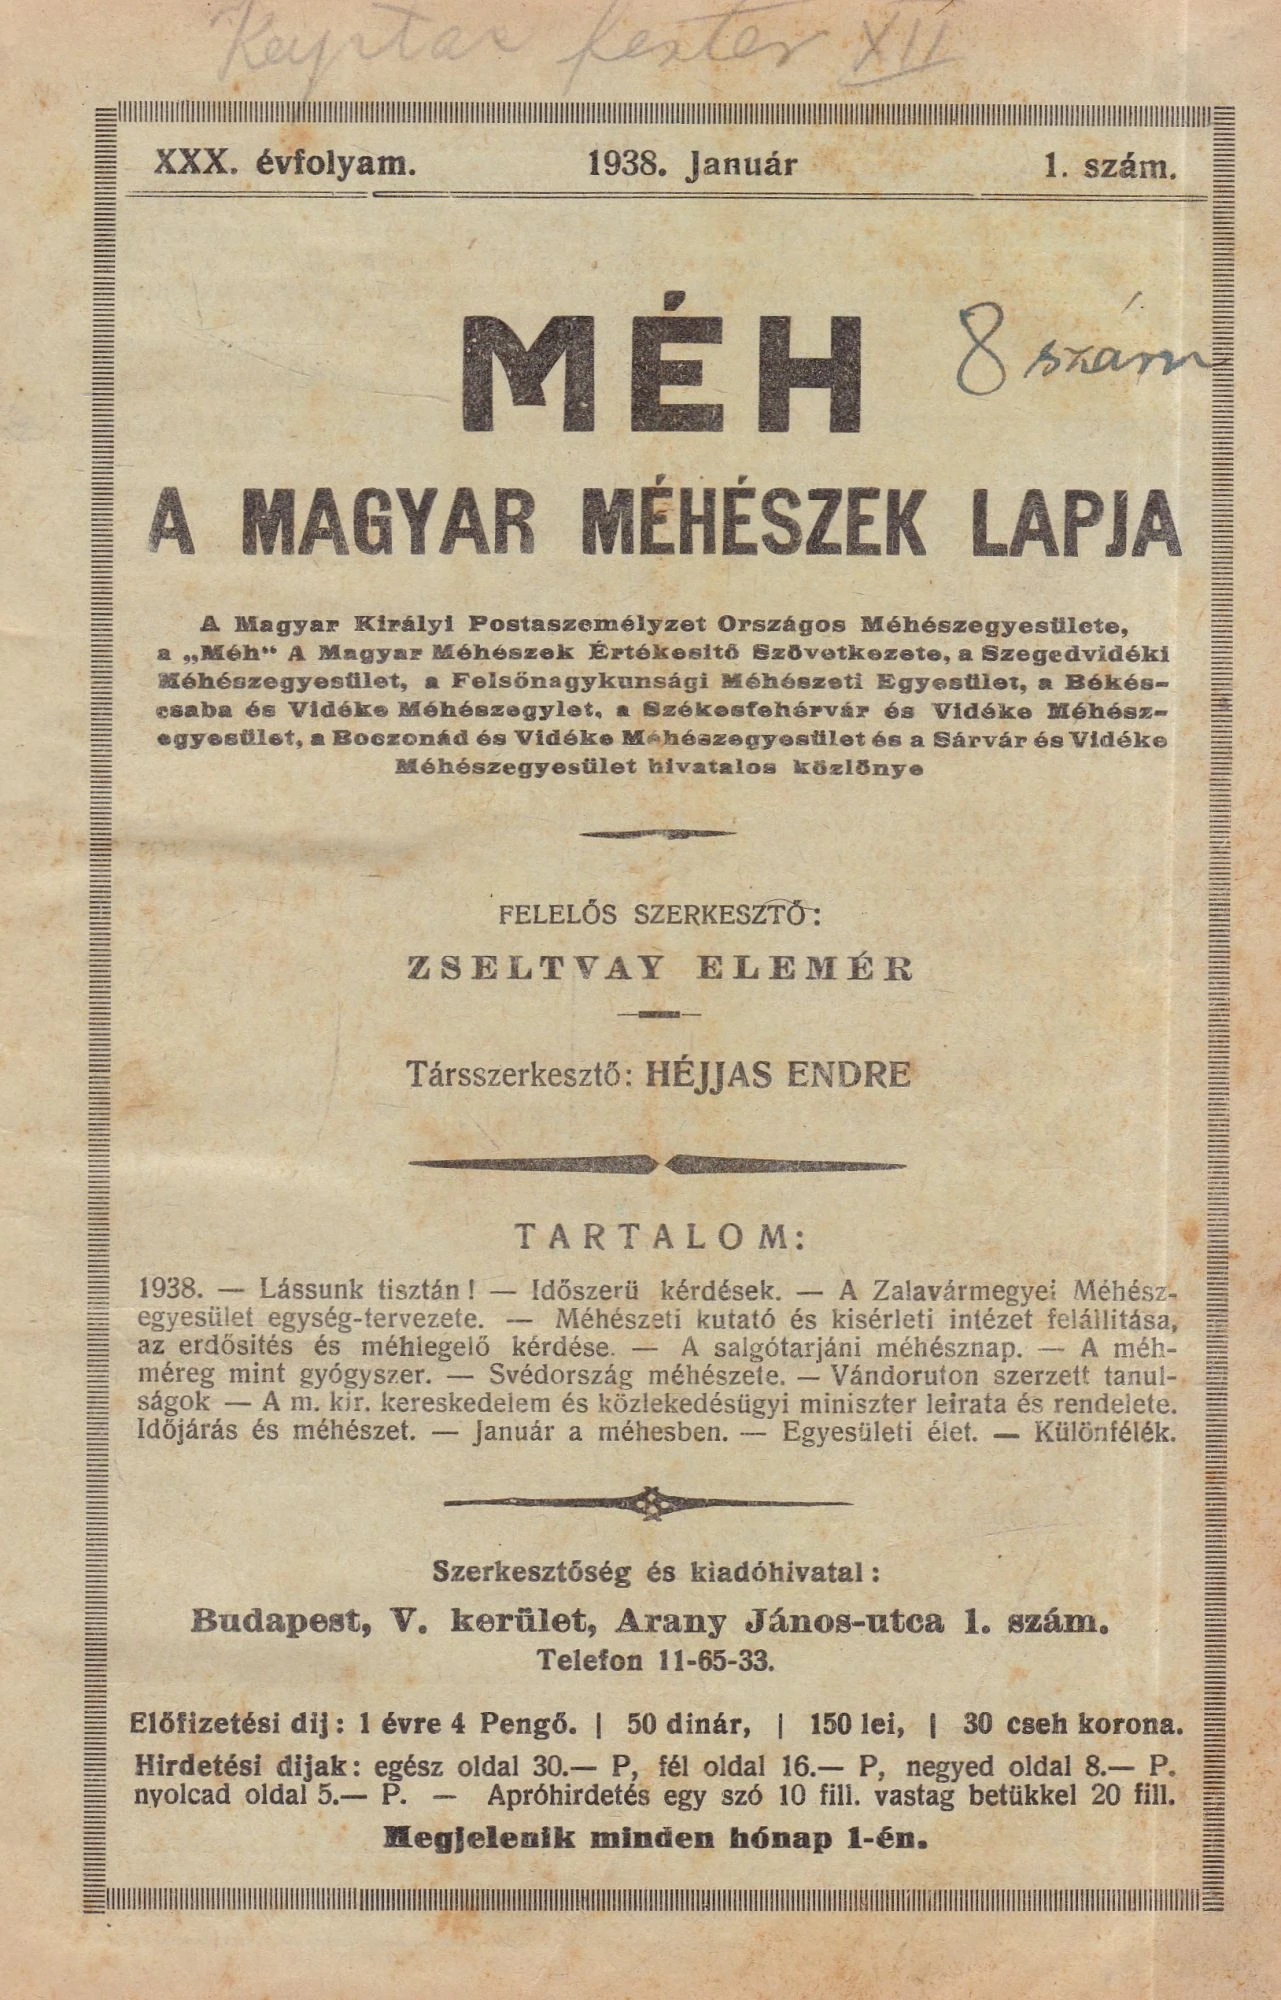 Kaptar XII
XXX. évfolyam. 1938. Január 1. szám.
MÉH
8 szám
A MAGYAR MÉHÉSZEK LAPJA
A Magyar Királyi Postaszemélyzet Országos Méhészegyesülete,
a „Méh“ A Magyar Méhészek Értékesitő Szövetkezete, a Szegedvidéki
Méhészegyesület, a Felsőnagykunsági Méhészeti Egyesület, a Békés-
csaba és Vidéke Méhészegylet, a Székesfehérvár és Vidéke Méhész-
egyesület, a Boczonád és Vidéke Méhészegyesület és a Sárvár és Vidéke
Méhészegyesület hivatalos közlönye
FELELŐS SZERKESZTŐ:
ZSELTVAY ELEMÉR
Társszerkesztő: HÉJJAS ENDRE
TARTALOM:
1938. — Lássunk tisztán! — Időszerü kérdések. — A Zalavármegyei Méhész-
egyesület egység-tervezete. — Méhészeti kutató és kisérleti intézet felállitása,
az erdősités és méhlegelő kérdése. — A salgótarjáni méhésznap. — A méh-
méreg mint gyógyszer. — Svédország méhészete. — Vándoruton szerzett tanul-
ságok — A m. kir. kereskedelem és közlekedésügyi miniszter leirata és rendelete.
Időjárás és méhészet. — Január a méhesben. — Egyesületi élet. — Különfélék.
Szerkesztőség és kiadóhivatal:
Budapest, V. kerület, Arany János-utca 1. szám.
Telefon 11-65-33.
Előfizetési dij: 1 évre 4 Pengő. | 50 dinár, | 150 lei, | 30 cseh korona.
Hirdetési dijak: egész oldal 30.— P, fél oldal 16.— P, negyed oldal 8.— P.
nyolcad oldal 5.— P. — Apróhirdetés egy szó 10 fill. vastag betükkel 20 fill.
Megjelenik minden hónap 1-én.